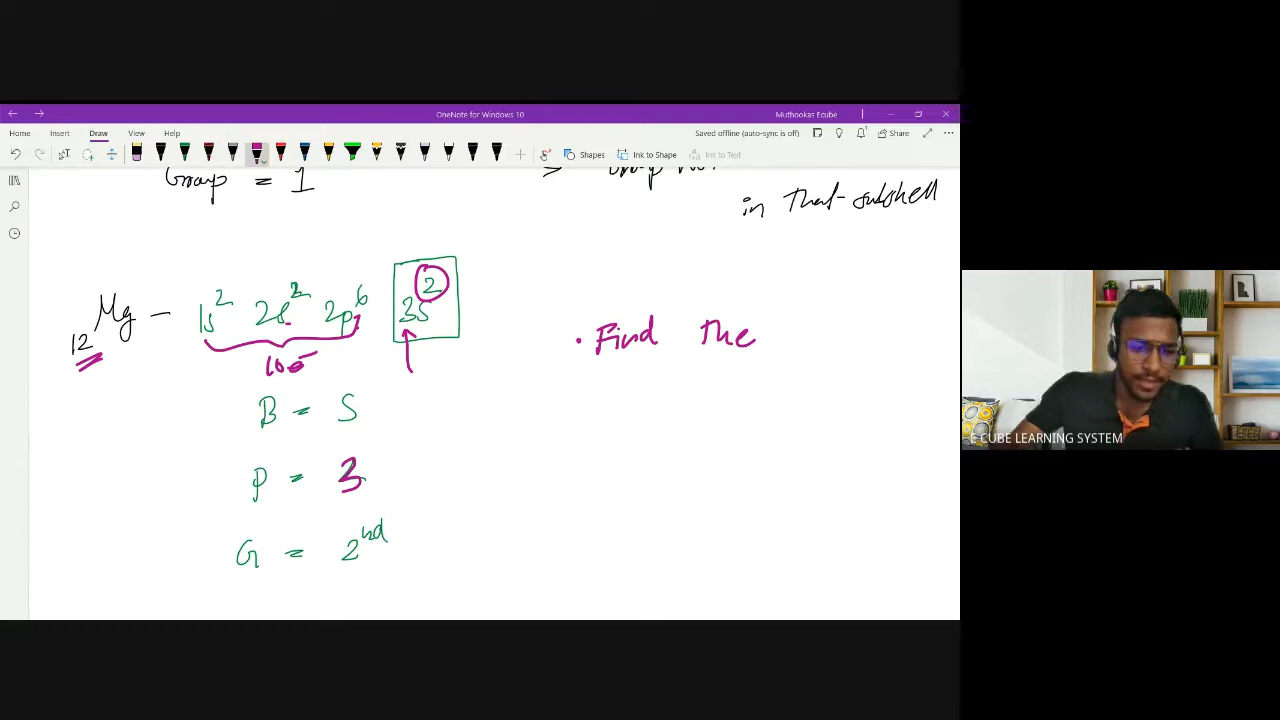 OneNote for Windows 10
Muthookas Ecube
Home Insert Draw View Help
Saved offline (auto-sync is off)
Share
Shapes
Ink to Shape
Ink to Text
Group = 1
in that subshell
12 Mg – 1s² 2s² 2p⁶ 3s²
10e⁻
• Find the
B = S
P = 3
G = 2nd
E CUBE LEARNING SYSTEM